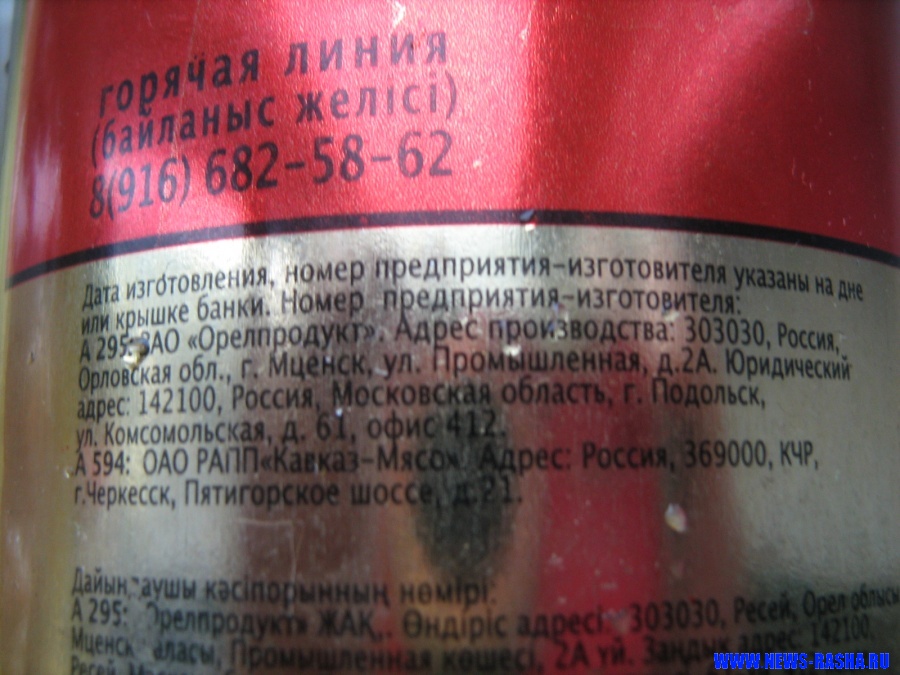 горячая линия
(байланыс желісі)
8(916) 682-58-62
Дата изготовления, номер предприятия-изготовителя указаны на дне
или крышке банки. Номер предприятия-изготовителя:
А 295: ЗАО «Орелпродукт». Адрес производства: 303030, Россия,
Орловская обл., г. Мценск, ул. Промышленная, д.2А. Юридический
адрес: 142100, Россия, Московская область, г. Подольск,
ул. Комсомольская, д. 61, офис 412.
А 594: ОАО РАПП«Кавказ-Мясо». Адрес: Россия, 369000, КЧР,
г.Черкесск, Пятигорское шоссе, д.21.
кәсіпорынның нөмірі:
А 295: «Орелпродукт» ЖАҚ,. Өндіріс адресі: 303030, Ресей, Орел облысы
Мценск қаласы, Промышленная көшесі, 2А үй. Заңдық адрес: 142100,
WWW.NEWS-RASHA.RU